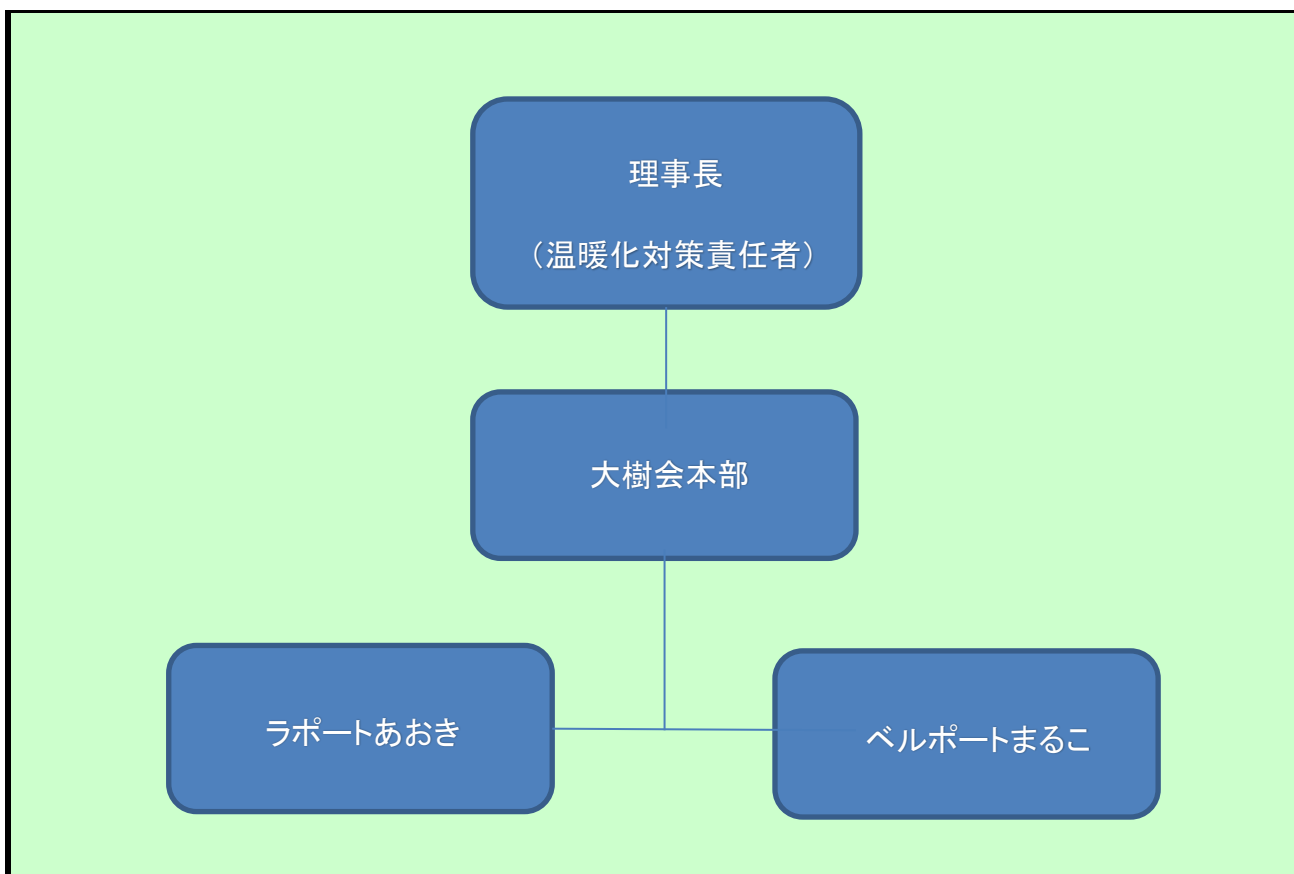 理事長
（温暖化対策責任者）
大樹会本部
ラポートあおき
ベルポートまるこ